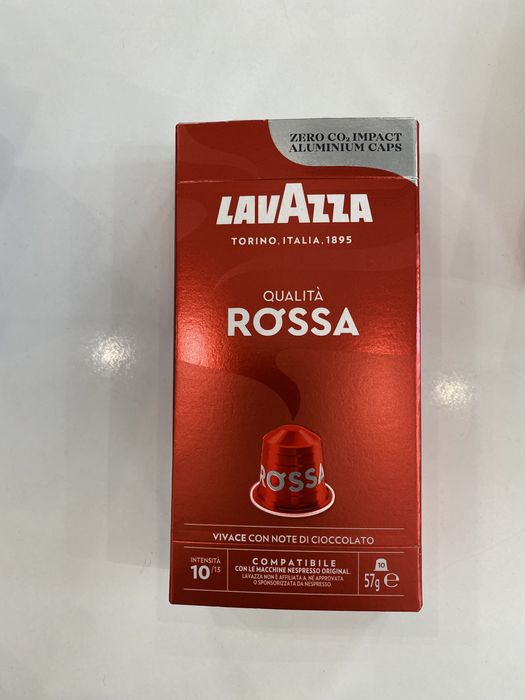 ZERO CO₂ IMPACT
ALUMINIUM CAPS
LAVAZZA
TORINO, ITALIA, 1895
QUALITÀ
ROSSA
ROSSA
VIVACE CON NOTE DI CIOCCOLATO
INTENSITÀ
10/13
COMPATIBILE
CON LE MACCHINE NESPRESSO ORIGINAL.
LAVAZZA NON È AFFILIATA A, NÉ APPROVATA
O SPONSORIZZATA DA NESPRESSO.
10
57g ℮